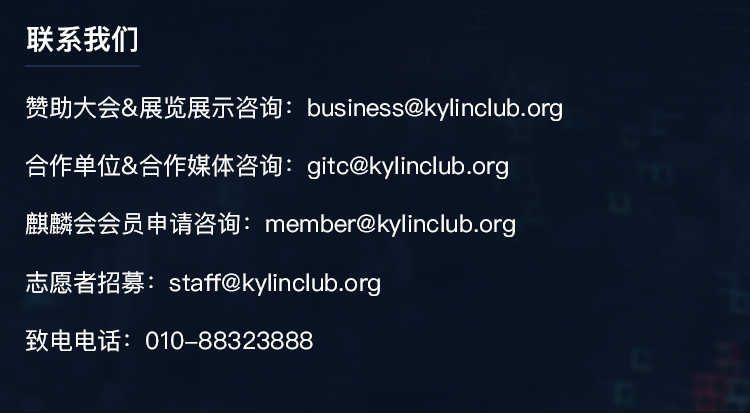 联系我们
赞助大会&展览展示咨询：business@kylinclub.org
合作单位&合作媒体咨询：gitc@kylinclub.org
麒麟会会员申请咨询：member@kylinclub.org
志愿者招募：staff@kylinclub.org
致电电话：010-88323888